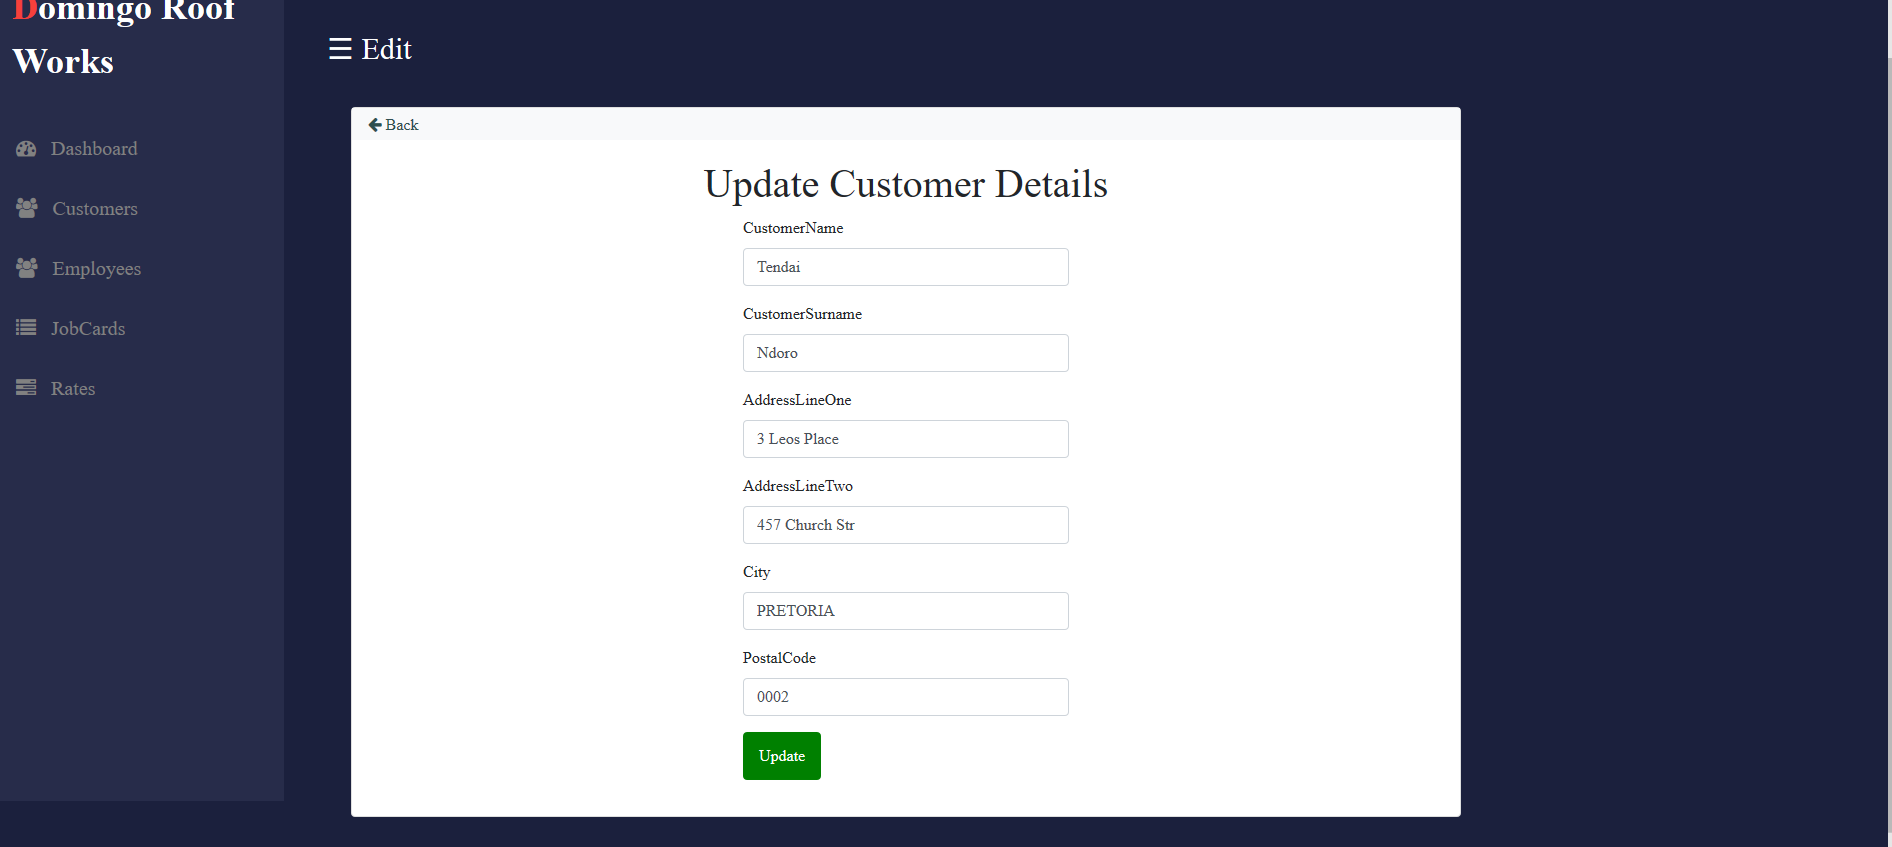 Domingo Roof
Works
Dashboard
Customers
Employees
JobCards
Rates
☰ Edit
Back
Update Customer Details
CustomerName
Tendai
CustomerSurname
Ndoro
AddressLineOne
3 Leos Place
AddressLineTwo
457 Church Str
City
PRETORIA
PostalCode
0002
Update